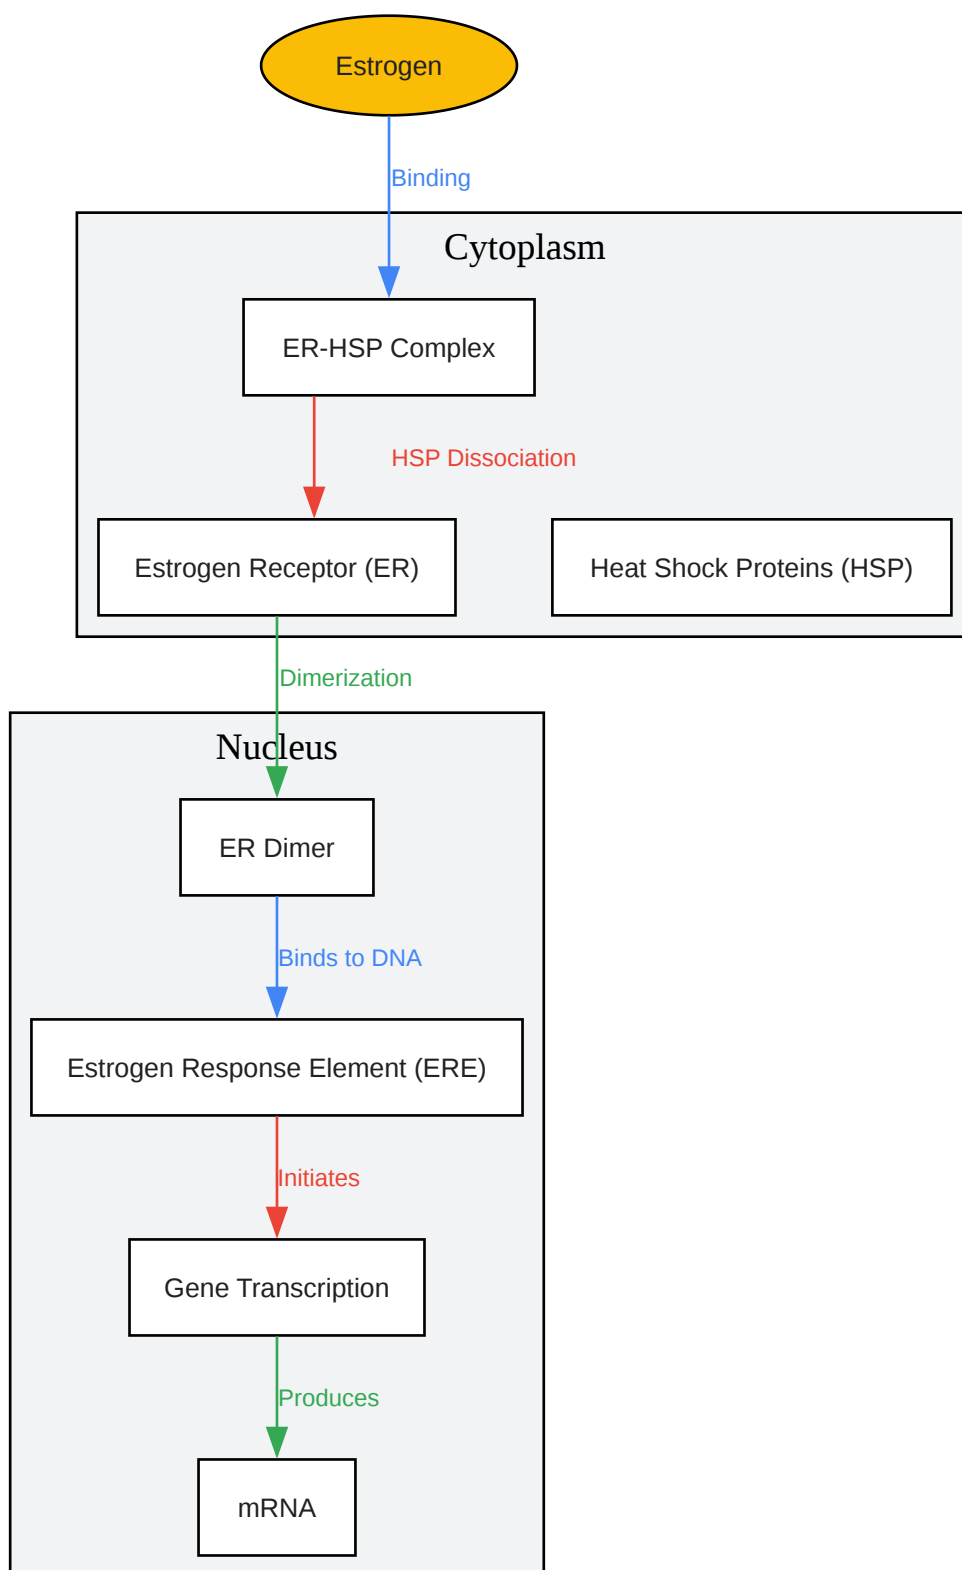 Estrogen
Binding
Cytoplasm
ER-HSP Complex
HSP Dissociation
Estrogen Receptor (ER)
Heat Shock Proteins (HSP)
Dimerization
Nucleus
ER Dimer
Binds to DNA
Estrogen Response Element (ERE)
Initiates
Gene Transcription
Produces
mRNA